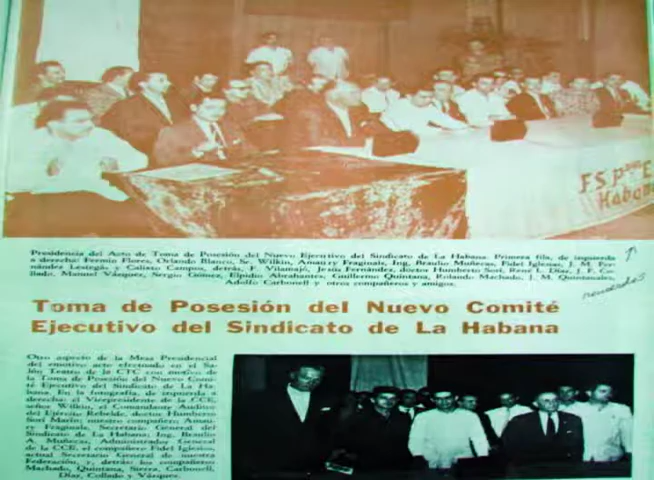 F.S.P.
Habana
Presidencia del Acto de Toma de Posesión del Nuevo Ejecutivo del Sindicato de La Habana. Primera fila, de izquierda
a derecha: Fermín Flores, Orlando Blanco, Sr. Wilkin, Amaury Fraginals, Ing. Braulio Muñecas, Fidel Iglesias, J. M. Fer-
nández Lestegás y Calixto Campos, detrás, F. Vilamajó, Jesús Fernández, doctor Humberto Sorí, René L. Díaz, J. F. Co-
llado, Manuel Vázquez, Sergio Gómez, Elpidio Abrahantes, Guillermo Quintana, Rolando Machado, J. M. Quintanales,
Adolfo Carbonell y otros compañeros y amigos.
Toma de Posesión del Nuevo Comité
Ejecutivo del Sindicato de La Habana
Otro aspecto de la Mesa Presidencial
del emotivo acto efectuado en el Sa-
lón Teatro de la CTC con motivo de
la Toma de Posesión del Nuevo Comi-
té Ejecutivo del Sindicato de La Ha-
bana. En la fotografía, de izquierda a
derecha: el Vicepresidente de la CCE,
señor Wilkin, el Comandante Auditor
del Ejército Rebelde, doctor Humberto
Sorí Marín; nuestro compañero Amau-
ry Fraginals, Secretario General del
Sindicato de La Habana; Ing. Braulio
A. Muñecas, Administrador General
de la CCE, el compañero Fidel Iglesias,
actual Secretario General de nuestra
Federación, y, detrás: los compañeros
Machado, Quintana, Sierra, Carbonell,
Díaz, Collado y Vázquez.